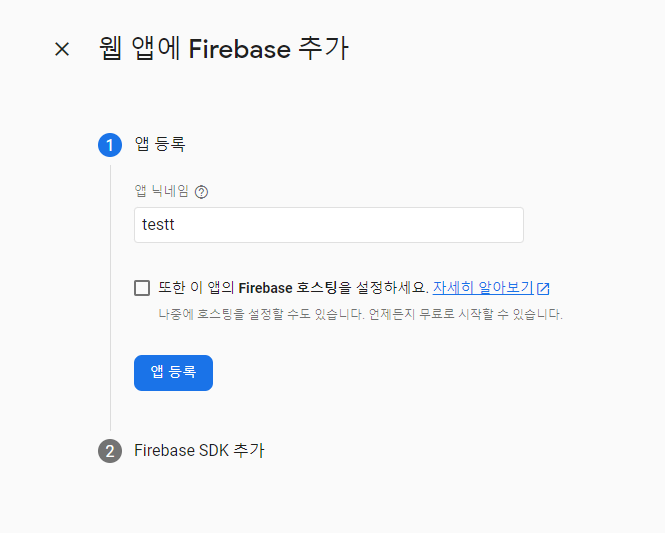 웹 앱에 Firebase 추가
1 앱 등록
앱 닉네임
testt
또한 이 앱의 Firebase 호스팅을 설정하세요. 자세히 알아보기
나중에 호스팅을 설정할 수도 있습니다. 언제든지 무료로 시작할 수 있습니다.
앱 등록
2 Firebase SDK 추가